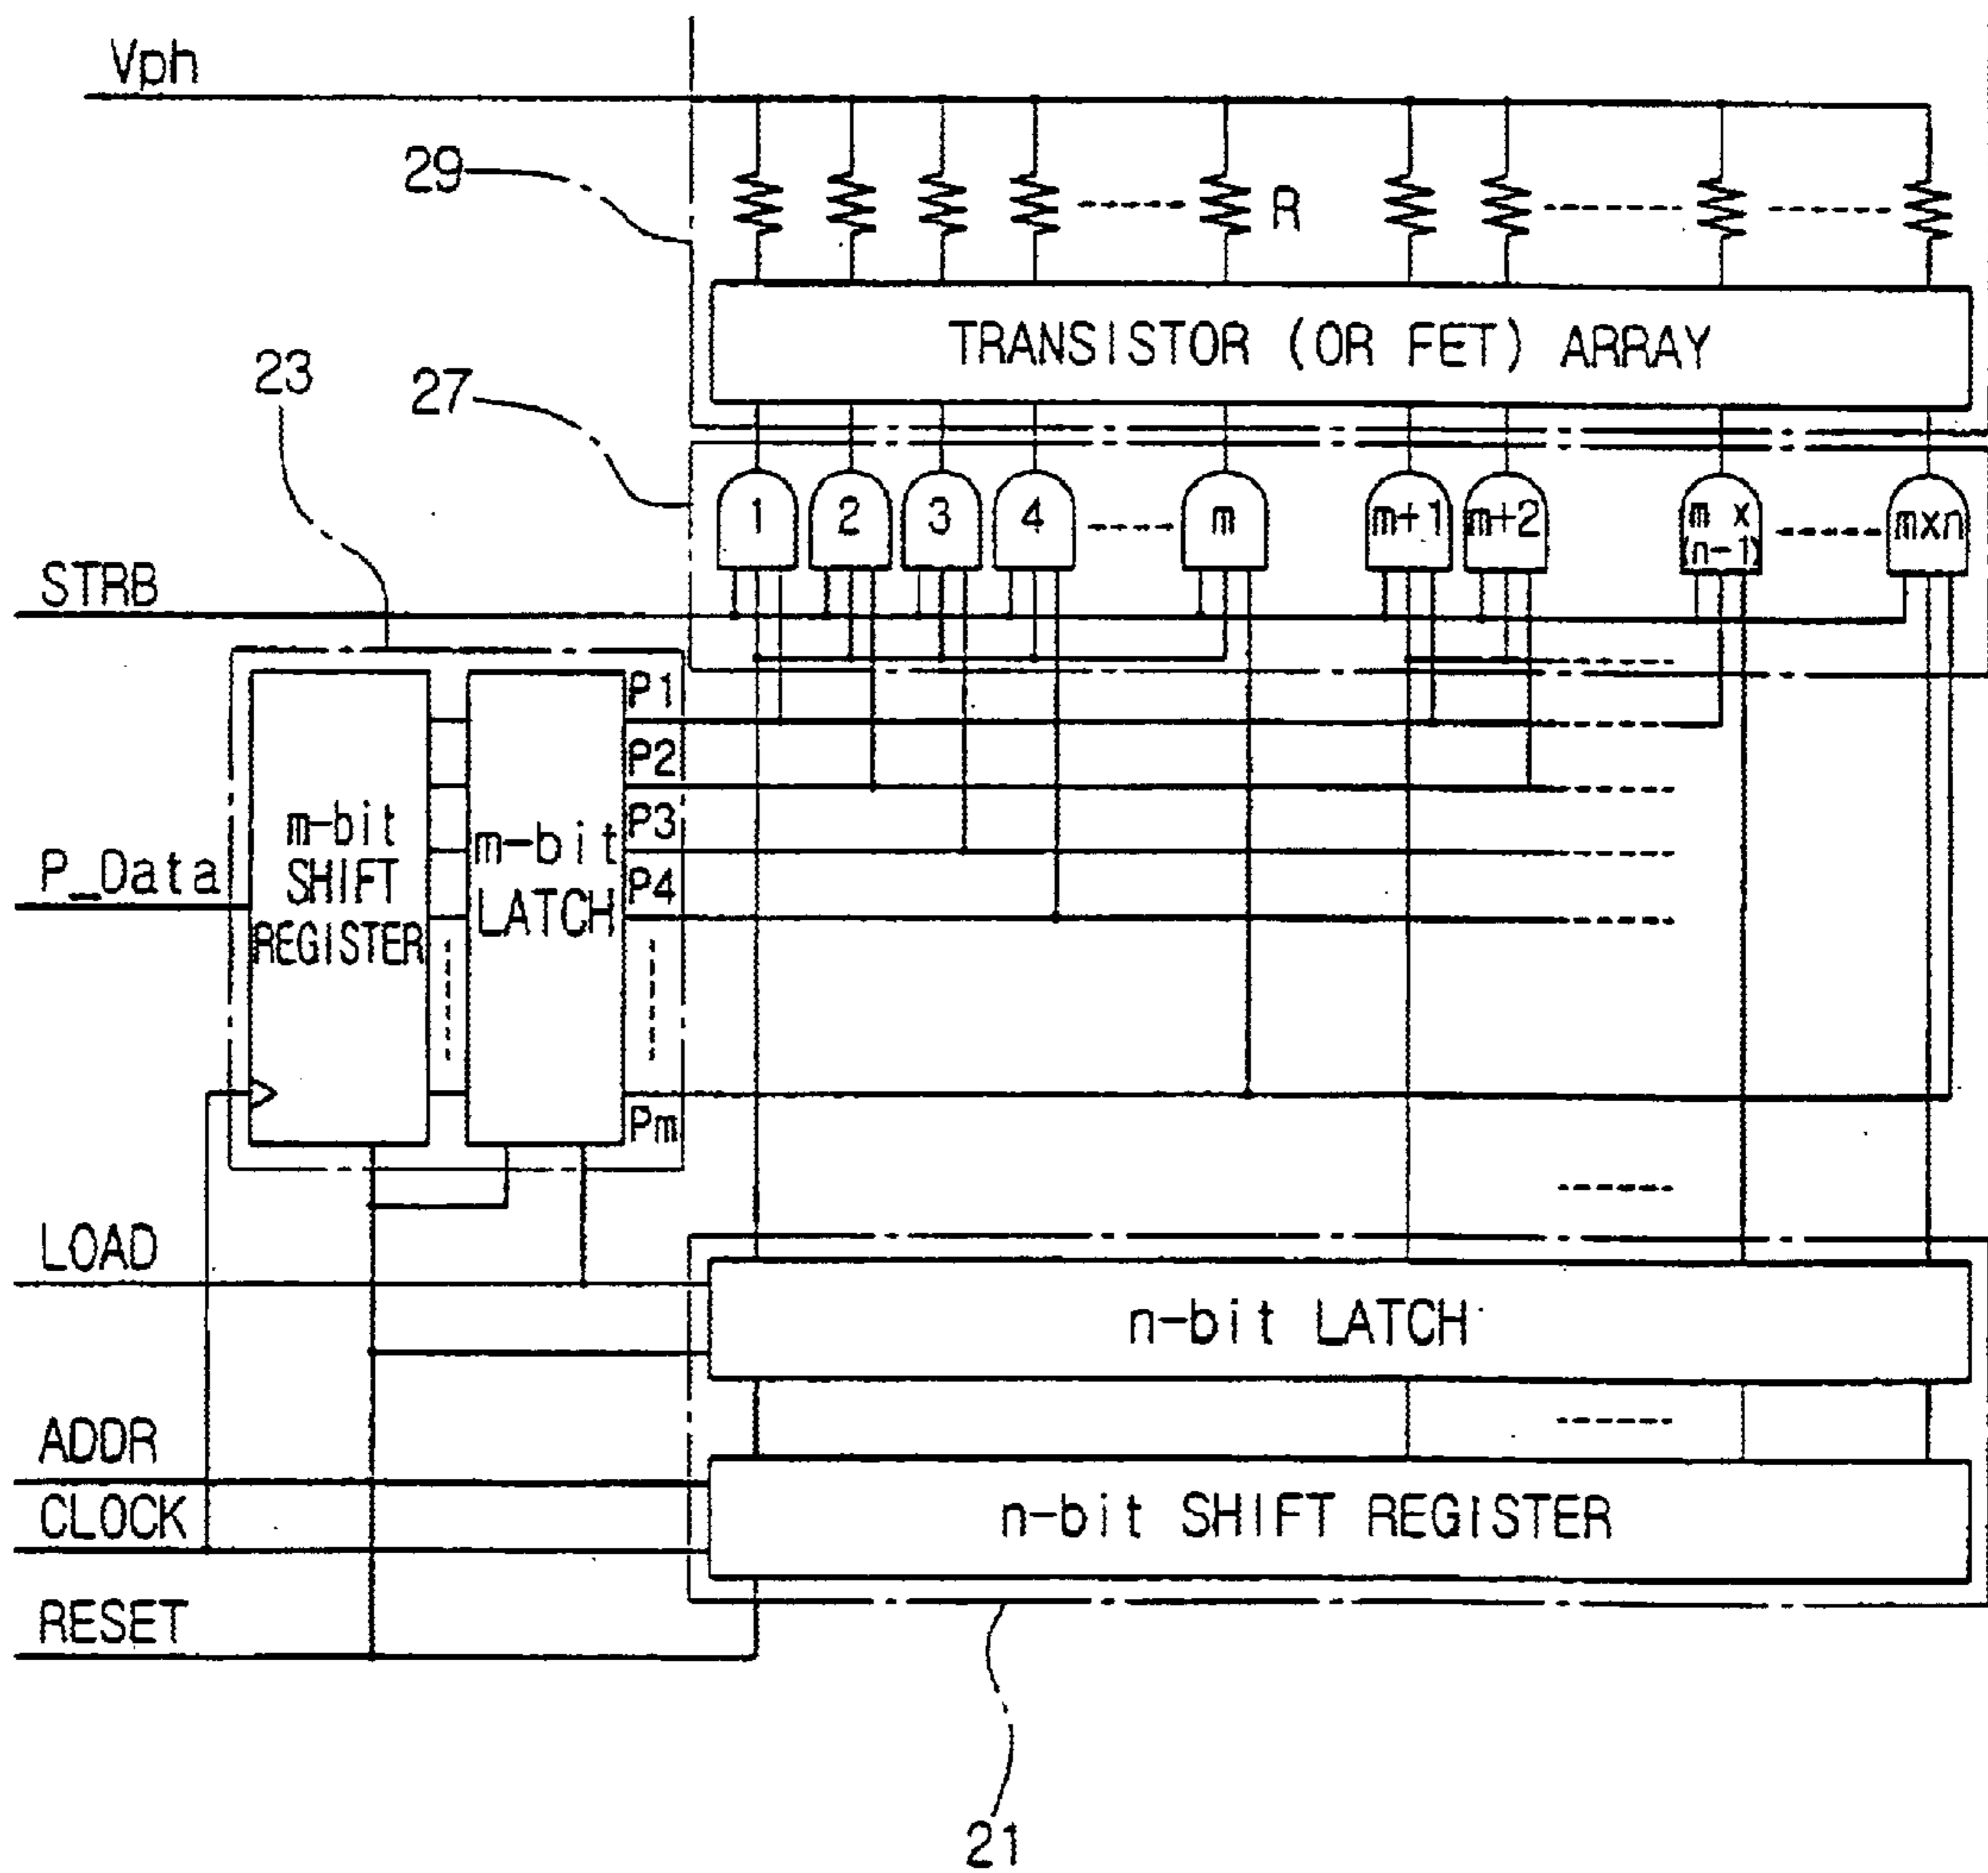 Vph
29
R
TRANSISTOR (OR FET) ARRAY
23
27
1
2
3
4
m
m+1
m+2
m x
(n-1)
mxn
STRB
P1
P2
P3
P4
Pm
m-bit
SHIFT
REGISTER
m-bit
LATCH
P_Data
LOAD
n-bit LATCH
ADDR
CLOCK
n-bit SHIFT REGISTER
RESET
21